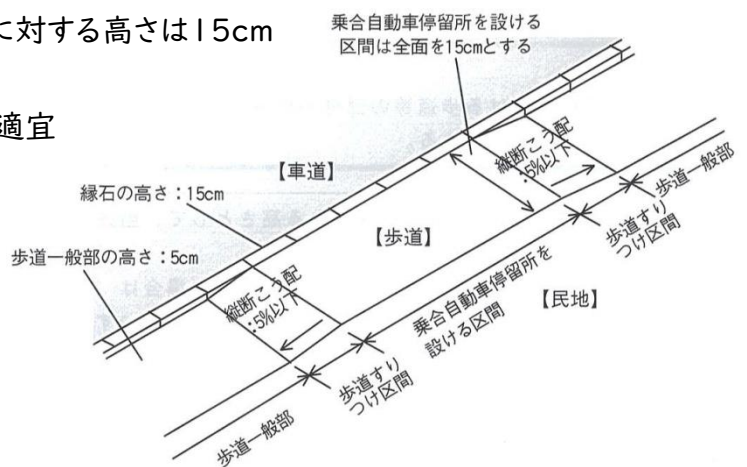 に対する高さは15cm
適宜
乗合自動車停留所を設ける
区間は全面を15cmとする
【車道】
縁石の高さ：15cm
歩道一般部の高さ：5cm
【歩道】
縦断こう配
：5%以下
縦断こう配
：5%以下
歩道一般部
歩道すり
つけ区間
乗合自動車停留所を
設ける区間
【民地】
歩道すり
つけ区間
歩道一般部